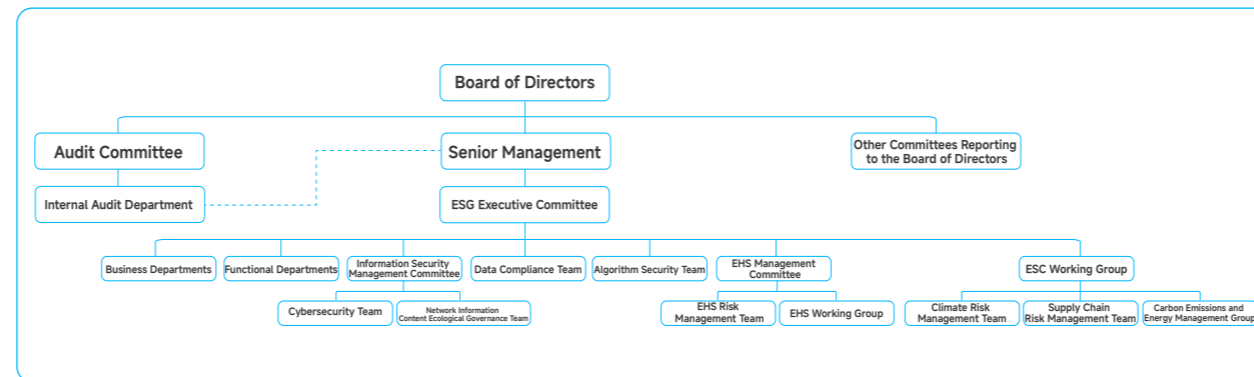 Board of Directors
Audit Committee
Senior Management
Other Committees Reporting
to the Board of Directors
Internal Audit Department
ESG Executive Committee
Business Departments
Functional Departments
Information Security
Management Committee
Data Compliance Team
Algorithm Security Team
EHS Management
Committee
ESC Working Group
Cybersecurity Team
Network Information
Content Ecological Governance Team
EHS Risk
Management Team
EHS Working Group
Climate Risk
Management Team
Supply Chain
Risk Management Team
Carbon Emissions and
Energy Management Group